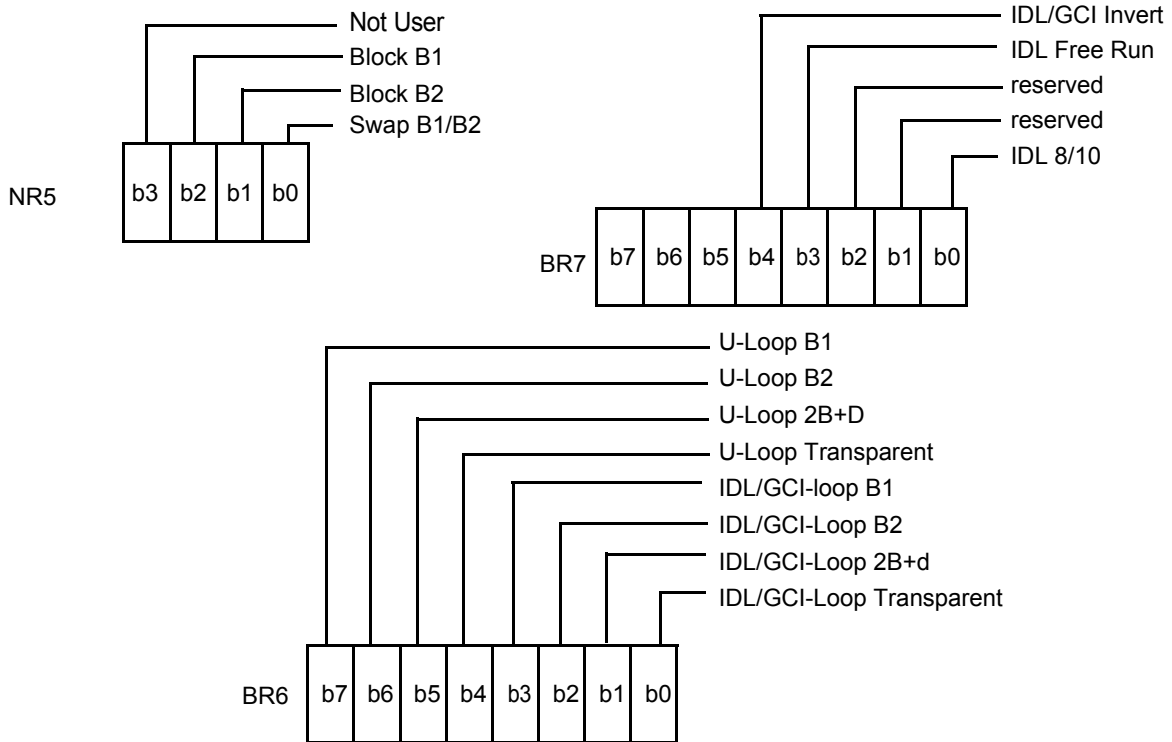 Not User
Block B1
Block B2
Swap B1/B2
NR5
b3 b2 b1 b0
IDL/GCI Invert
IDL Free Run
reserved
reserved
IDL 8/10
BR7
b7 b6 b5 b4 b3 b2 b1 b0
U-Loop B1
U-Loop B2
U-Loop 2B+D
U-Loop Transparent
IDL/GCI-loop B1
IDL/GCI-Loop B2
IDL/GCI-Loop 2B+d
IDL/GCI-Loop Transparent
BR6
b7 b6 b5 b4 b3 b2 b1 b0